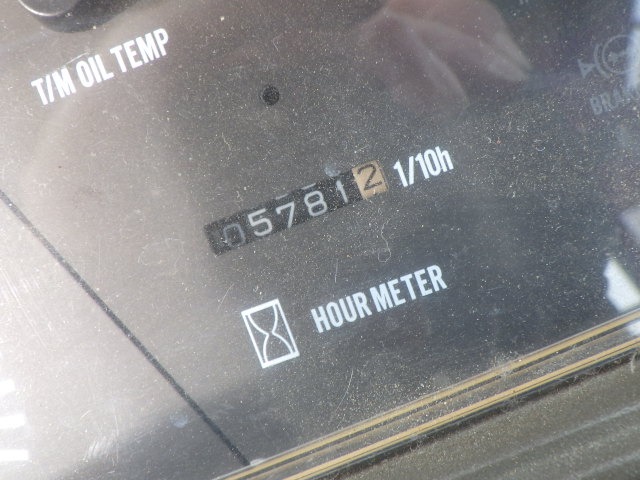 T/M OIL TEMP
057812 1/10h
HOUR METER